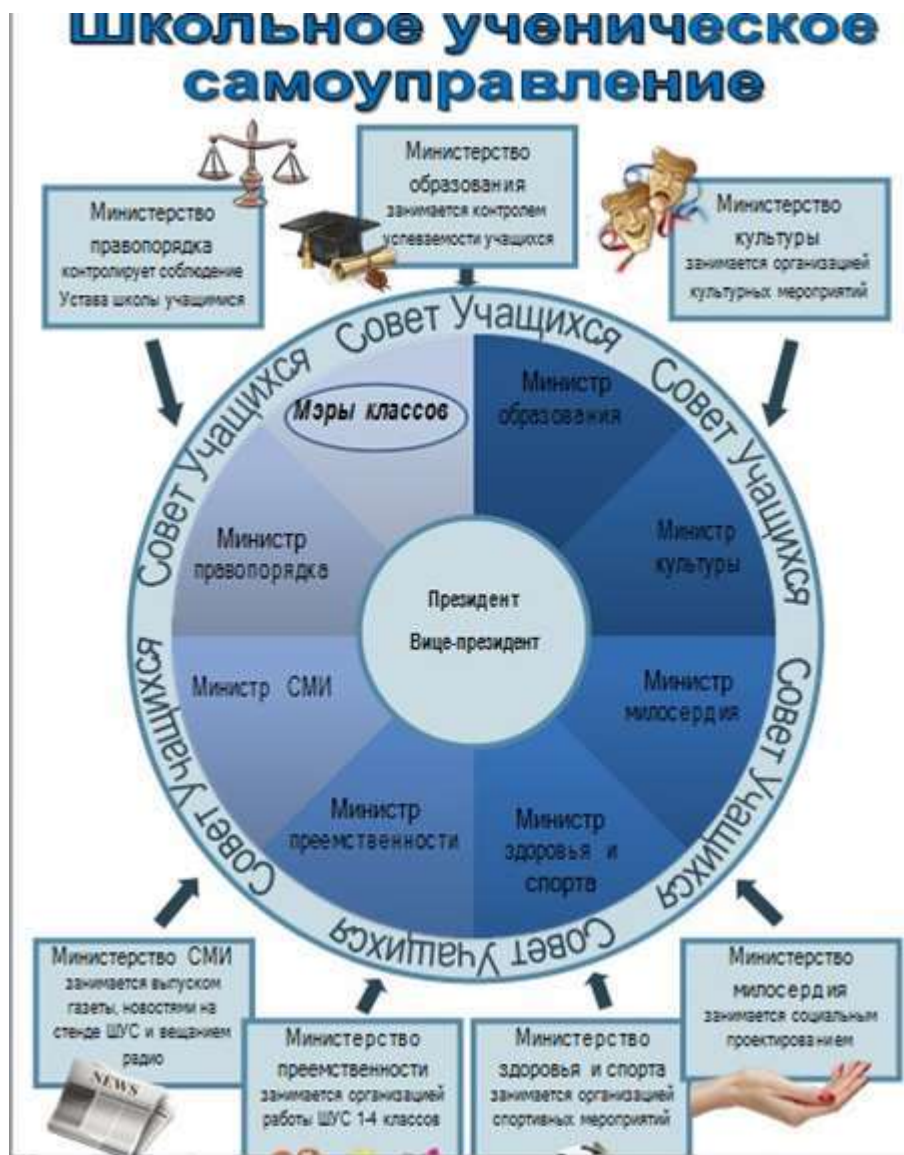 Школьное ученическое
самоуправление
Министерство
правопорядка
контролирует соблюдение
Устава школы учащимися
Министерство
образования
занимается контролем
успеваемости учащихся
Министерство
культуры
занимается организацией
культурных мероприятий
Совет Учащихся
Совет Учащихся
Совет Учащихся
Совет Учащихся
Совет Учащихся
Совет Учащихся
Мэры классов
Министр
образования
Министр
культуры
Министр
милосердия
Министр
здоровья и
спорта
Министр
преемственности
Министр СМИ
Министр
правопорядка
Президент
Вице-президент
Министерство СМИ
занимается выпуском
газеты, новостями на
стенде ШУС и вещанием
радио
NEWS
Министерство
преемственности
занимается организацией
работы ШУС 1-4 классов
Министерство
здоровья и спорта
занимается организацией
спортивных мероприятий
Министерство
милосердия
занимается социальным
проектированием